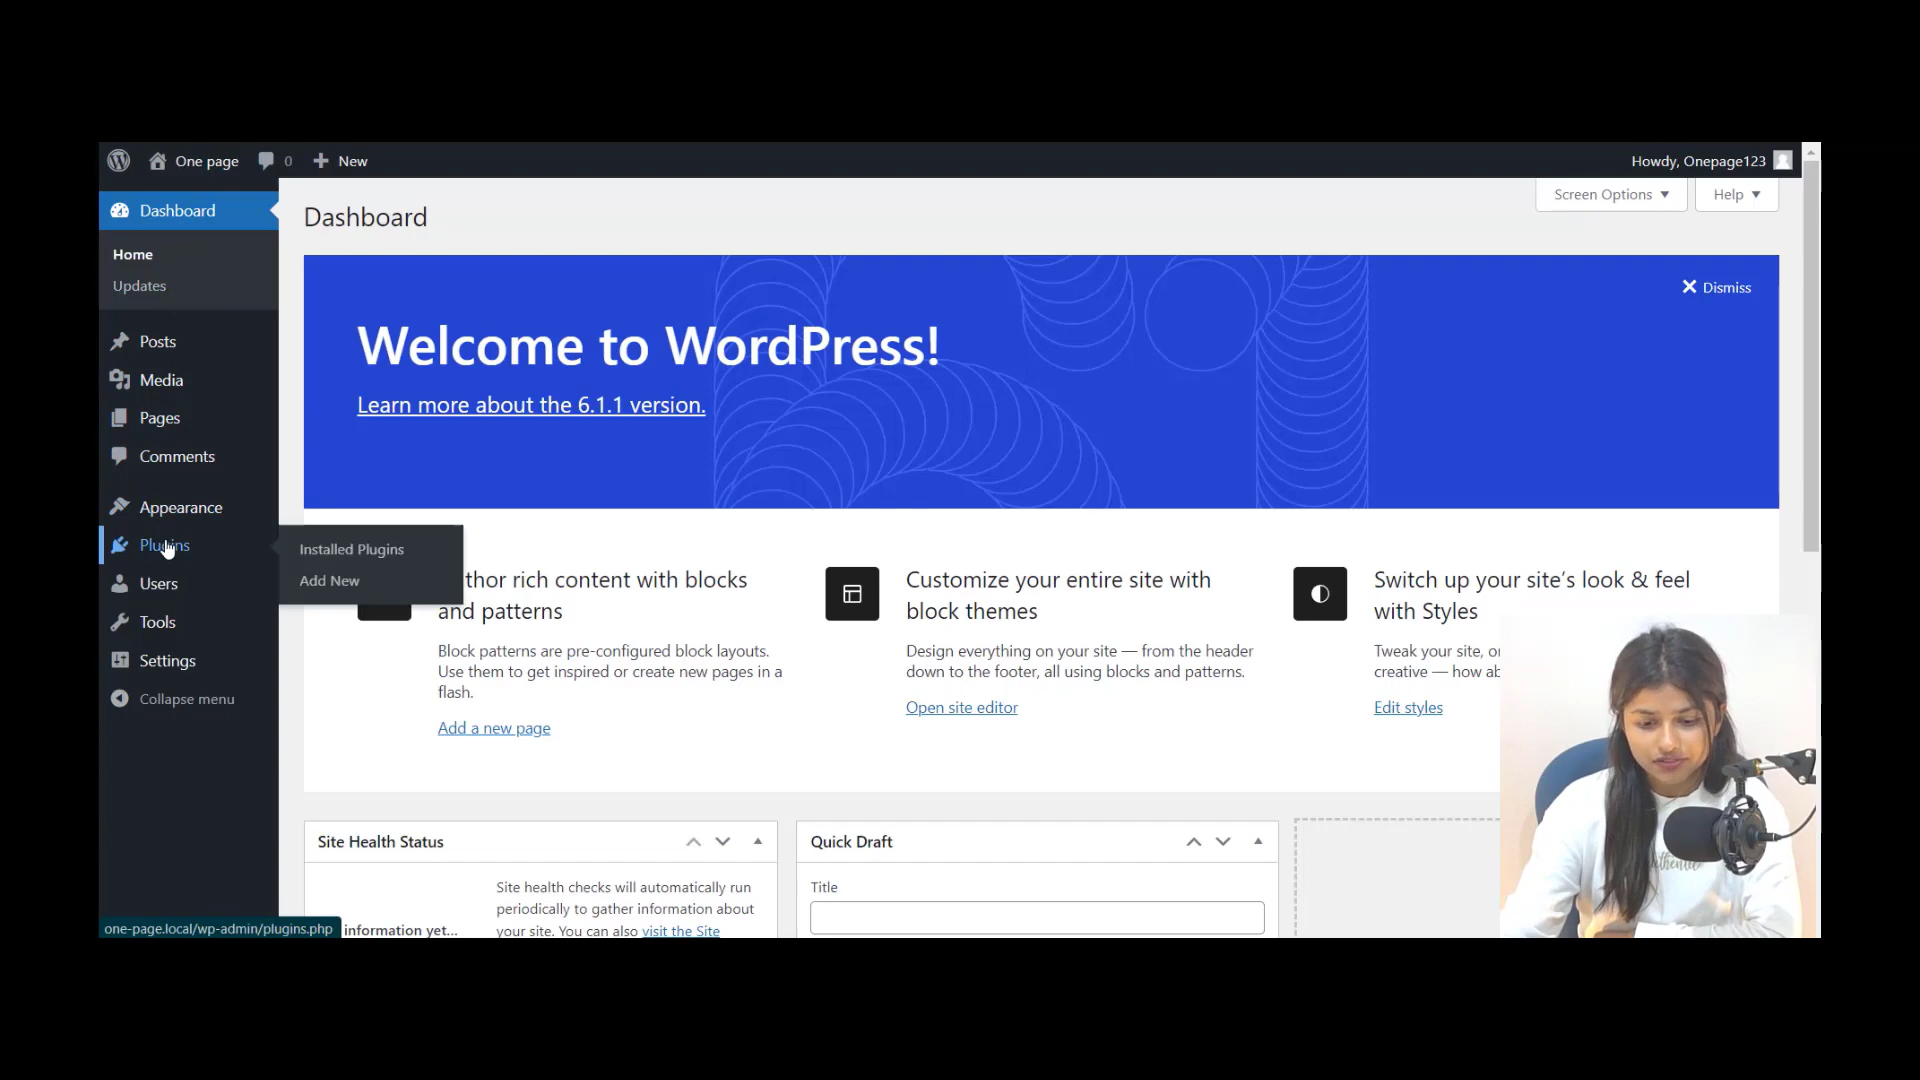 One page 0 New Howdy, Onepage123
Screen Options Help
Dashboard
Home
Updates
Posts
Media
Pages
Comments
Appearance
Plugins
Users
Tools
Settings
Collapse menu
Installed Plugins
Add New
Dashboard
Dismiss
Welcome to WordPress!
Learn more about the 6.1.1 version.
thor rich content with blocks
and patterns
Block patterns are pre-configured block layouts.
Use them to get inspired or create new pages in a
flash.
Add a new page
Customize your entire site with
block themes
Design everything on your site — from the header
down to the footer, all using blocks and patterns.
Open site editor
Switch up your site’s look & feel
with Styles
Tweak your site, or
creative — how ab
Edit styles
Site Health Status
Site health checks will automatically run
periodically to gather information about
your site. You can also visit the Site
information yet...
Quick Draft
Title
one-page.local/wp-admin/plugins.php